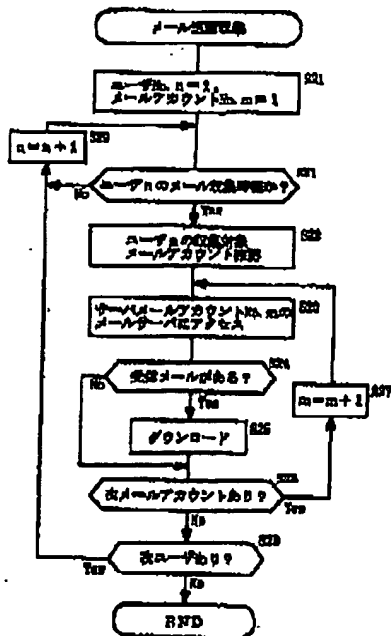 メール巡回収集
ユーザNo. n=1、
メールアカウントNo. m=1
n=n+1
ユーザnのメール収集時間か?
No
Yes
ユーザnの収集対象
メールアカウント確認
サーバメールアカウントNo. mの
メールサーバにアクセス
S24
受信メールがある?
No
Yes
S25
ダウンロード
m=m+1
次メールアカウントあり?
Yes
No
次ユーザあり?
Yes
No
END